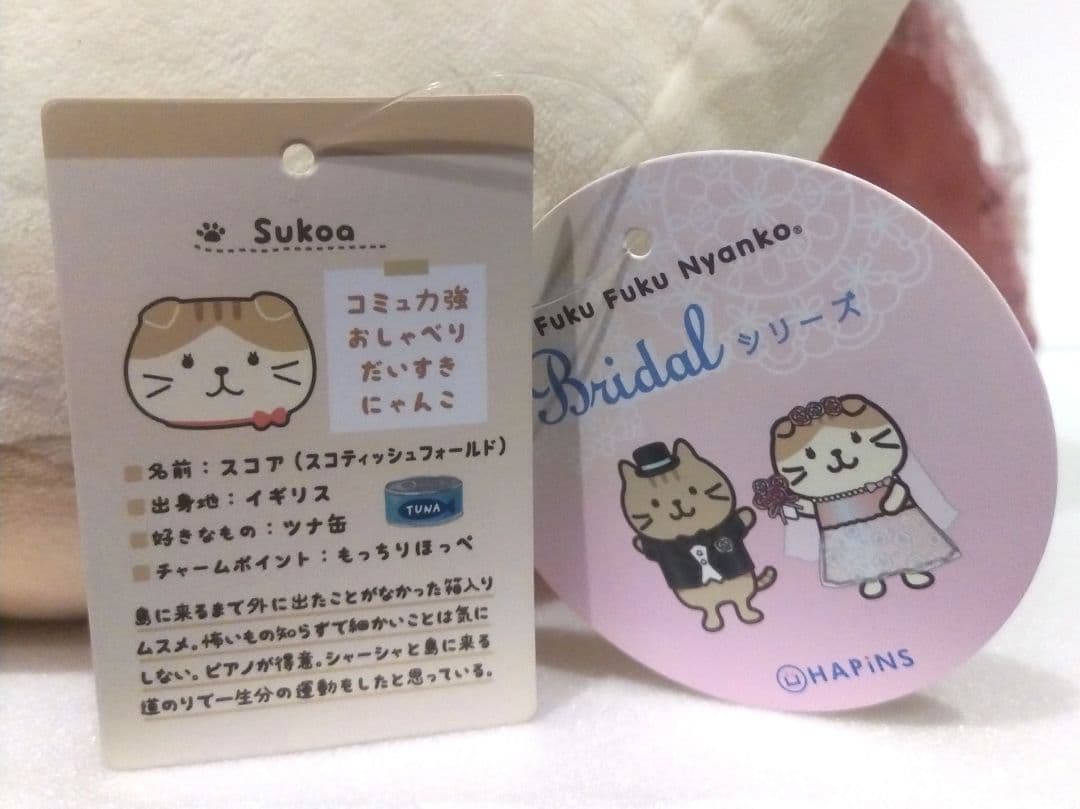 Sukoa
コミュ力強
おしゃべり
だいすき
にゃんこ
名前：スコア（スコティッシュフォールド）
出身地：イギリス
好きなもの：ツナ缶
チャームポイント：もっちりほっぺ
TUNA
島に来るまで外に出たことがなかった箱入り
ムスメ。怖いもの知らずで細かいことは気に
しない。ピアノが得意。シャーシャと島に来る
道のりで一生分の運動をしたと思っている。
Fuku Fuku Nyanko®
Bridalシリーズ
HAPiNS